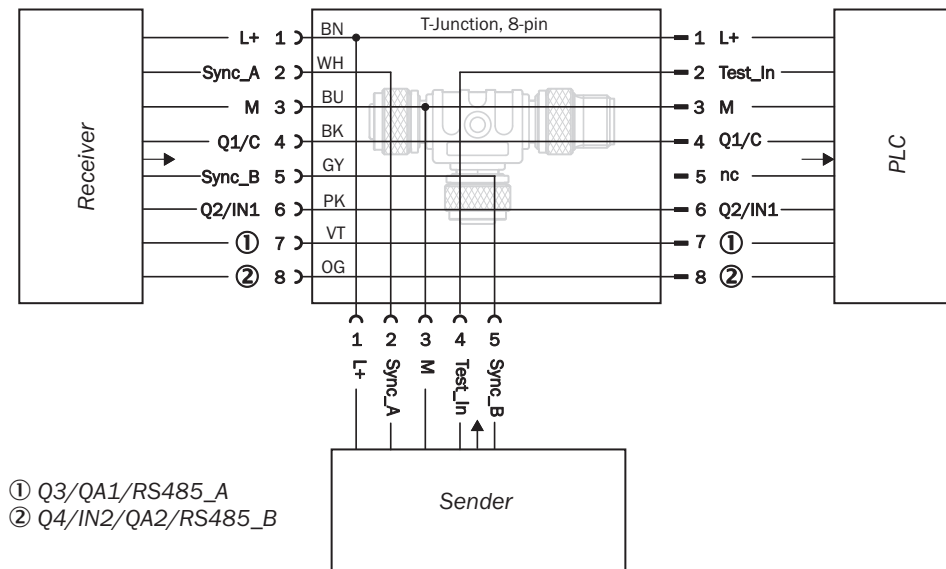 T-Junction, 8-pin
Receiver
L+ 1 BN 1 L+
Sync_A 2 WH 2 Test_In
M 3 BU 3 M
Q1/C 4 BK 4 Q1/C
Sync_B 5 GY 5 nc
Q2/IN1 6 PK 6 Q2/IN1
① 7 VT 7 ①
② 8 OG 8 ②
PLC
1 2 3 4 5
L+
Sync_A
M
Test_In
Sync_B
Sender
① Q3/QA1/RS485_A
② Q4/IN2/QA2/RS485_B